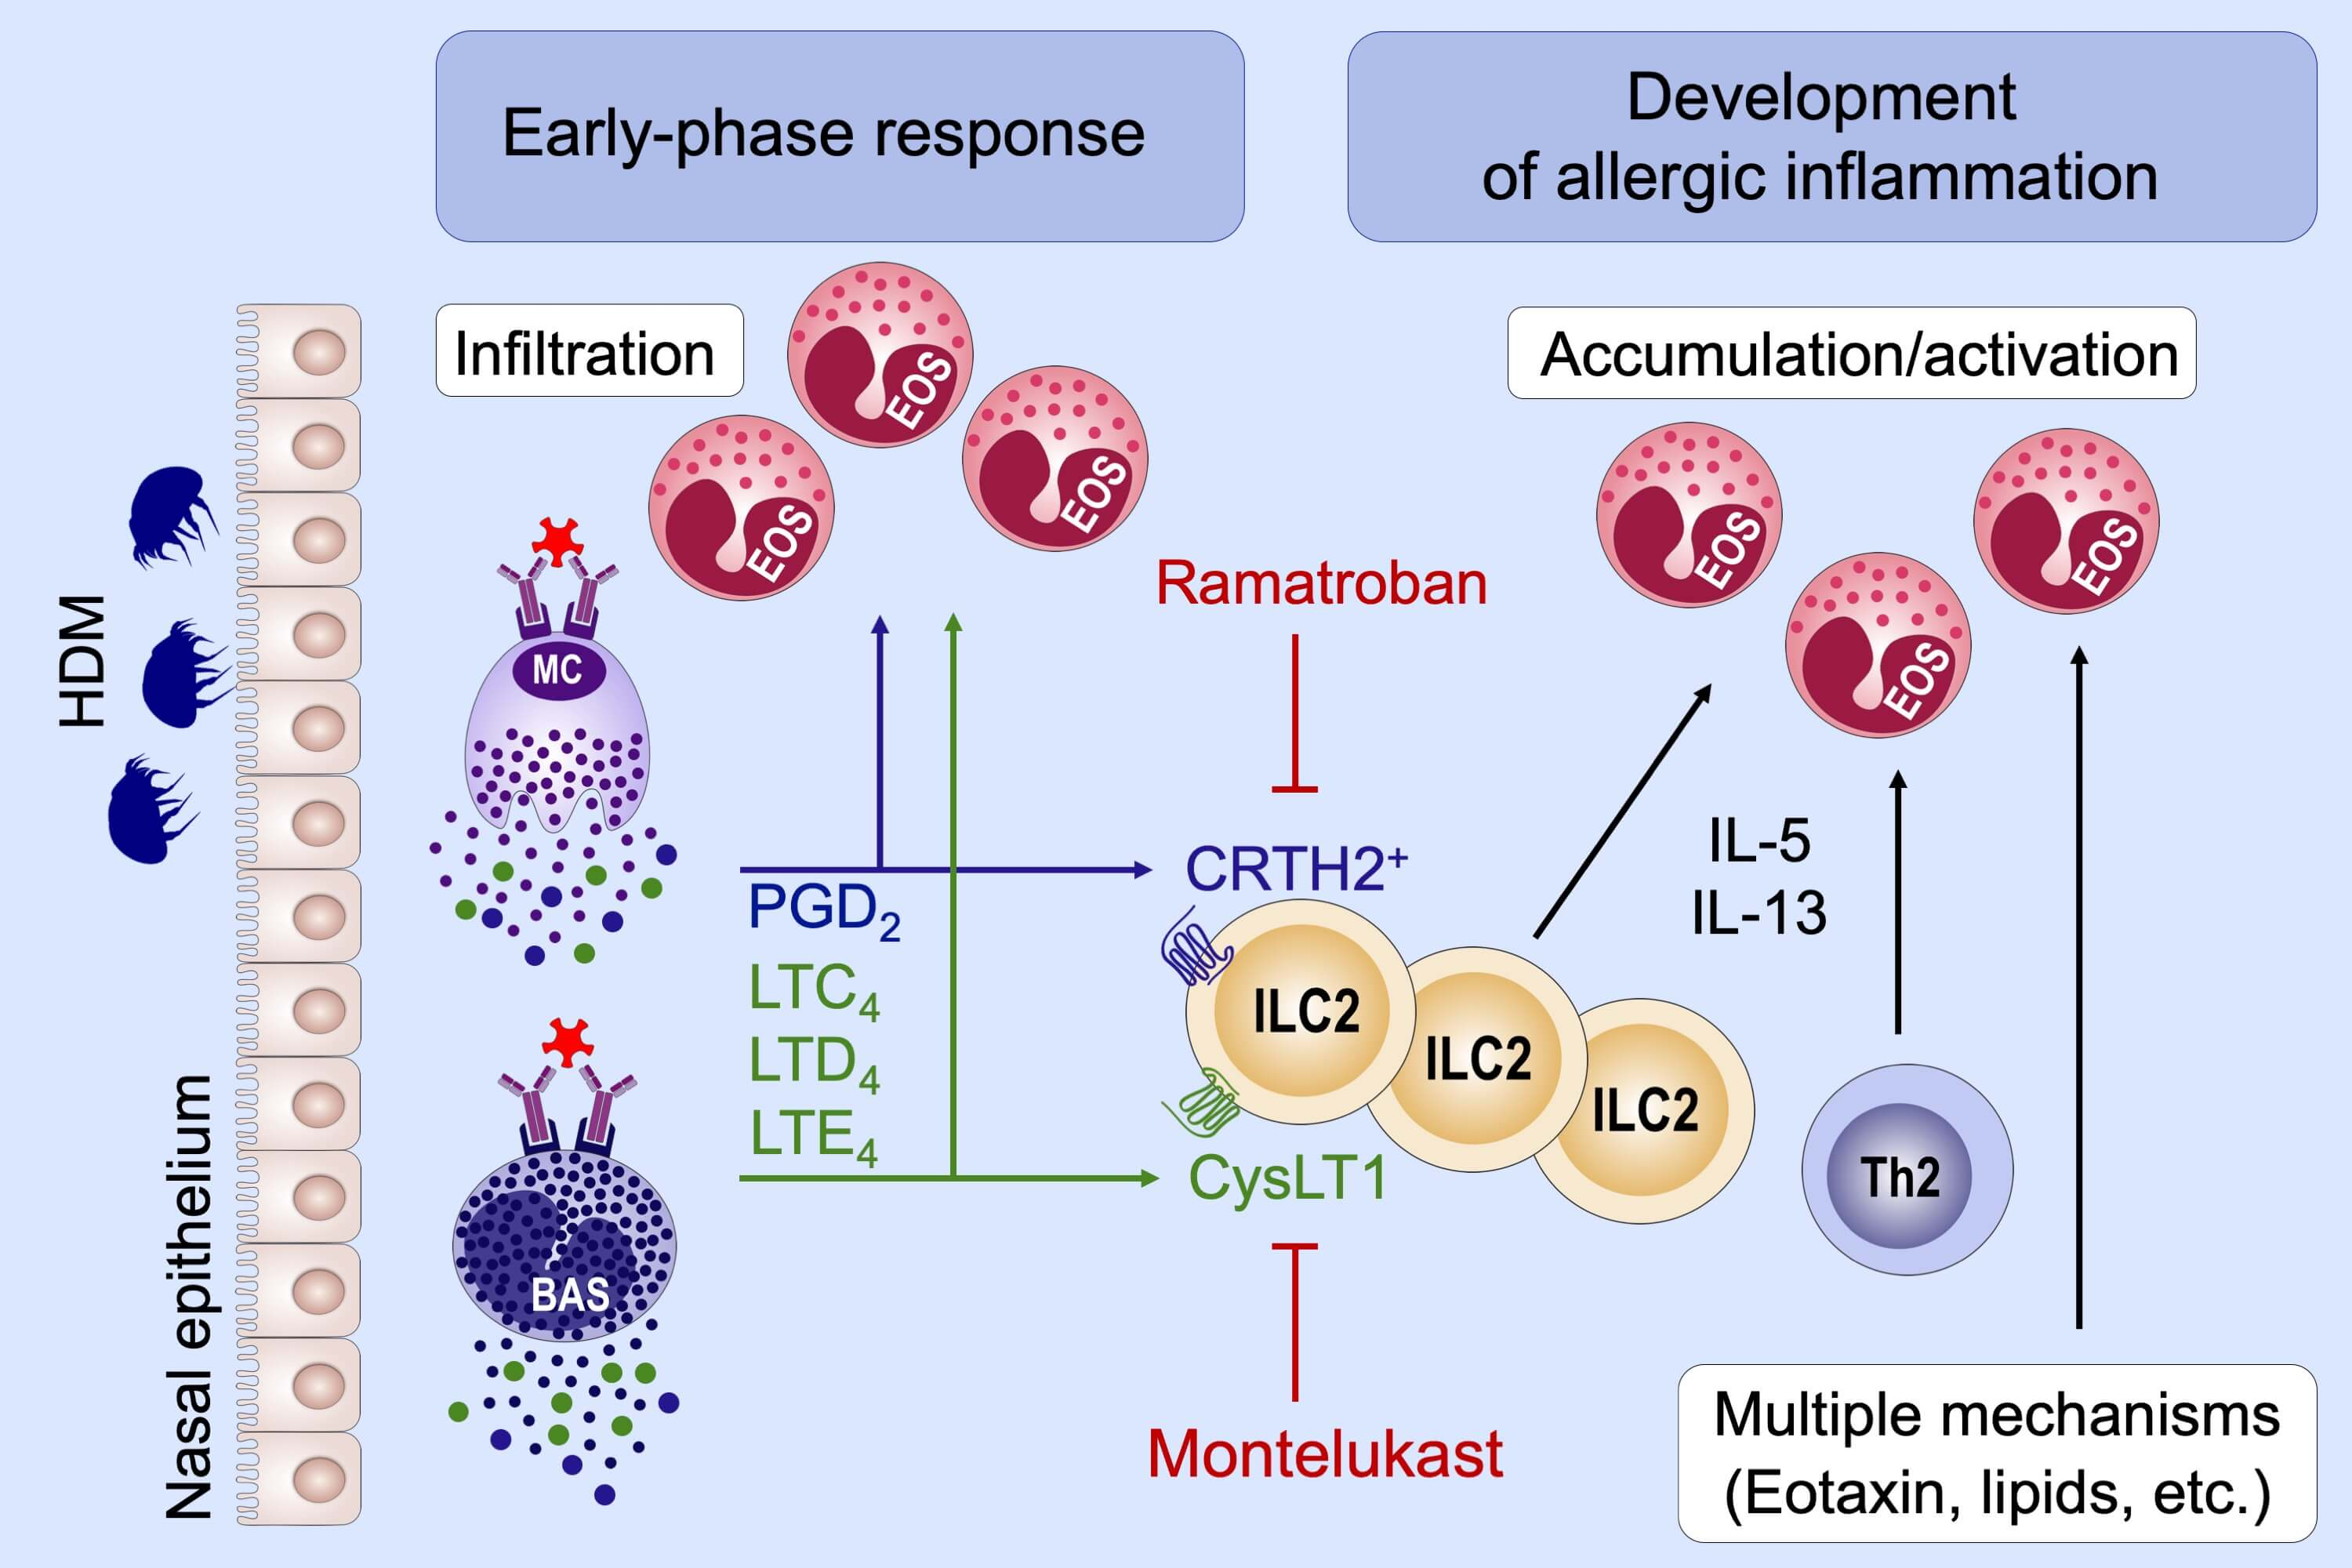 Early-phase response
Development
of allergic inflammation
Infiltration
Accumulation/activation
EOS
EOS
EOS
EOS
EOS
EOS
HDM
Nasal epithelium
MC
BAS
Ramatroban
CRTH2⁺
PGD₂
LTC₄
LTD₄
LTE₄
CysLT1
Montelukast
ILC2
ILC2
ILC2
IL-5
IL-13
Th2
Multiple mechanisms
(Eotaxin, lipids, etc.)